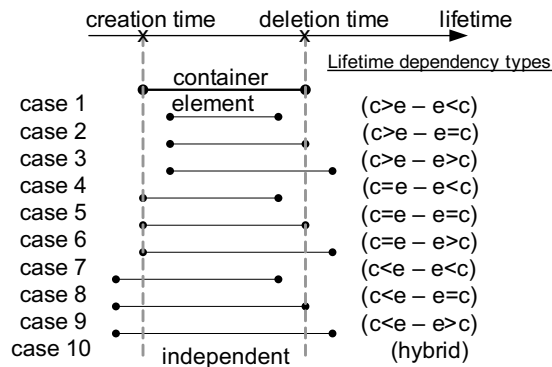 creation time deletion time lifetime
Lifetime dependency types
container
element
case 1 (c>e – e<c)
case 2 (c>e – e=c)
case 3 (c>e – e>c)
case 4 (c=e – e<c)
case 5 (c=e – e=c)
case 6 (c=e – e>c)
case 7 (c<e – e<c)
case 8 (c<e – e=c)
case 9 (c<e – e>c)
case 10 independent (hybrid)